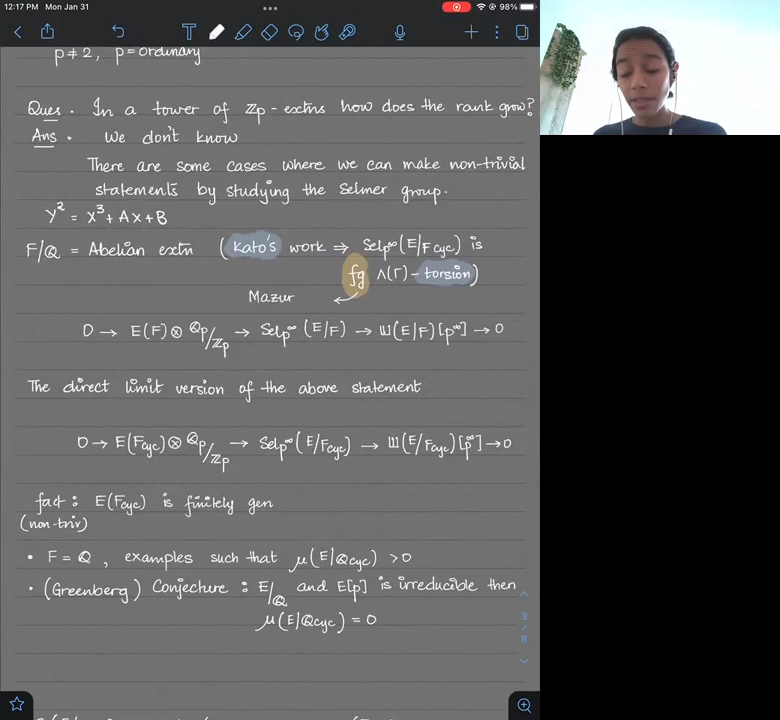 12:17 PM Mon Jan 31
98%
p ≠ 2, p = ordinary
Ques. In a tower of ℤp - extns how does the rank grow?
Ans. We don't know
There are some cases where we can make non-trivial
statements by studying the Selmer group.
Y² = X³ + AX + B
F/ℚ = Abelian extn ( Kato's work ⇒ Selp∞(E/Fcyc) is
fg Λ(Γ) - torsion )
Mazur
0 → E(F) ⊗ ℚp/ℤp → Selp∞(E/F) → Ш(E/F)[p∞] → 0
The direct limit version of the above statement
0 → E(Fcyc) ⊗ ℚp/ℤp → Selp∞(E/Fcyc) → Ш(E/Fcyc)[p∞] → 0
fact : E(Fcyc) is finitely gen
(non-triv)
• F = ℚ, examples such that μ(E/ℚcyc) > 0
• (Greenberg) Conjecture : E/ℚ and E[p] is irreducible then
μ(E/ℚcyc) = 0
3 / 8